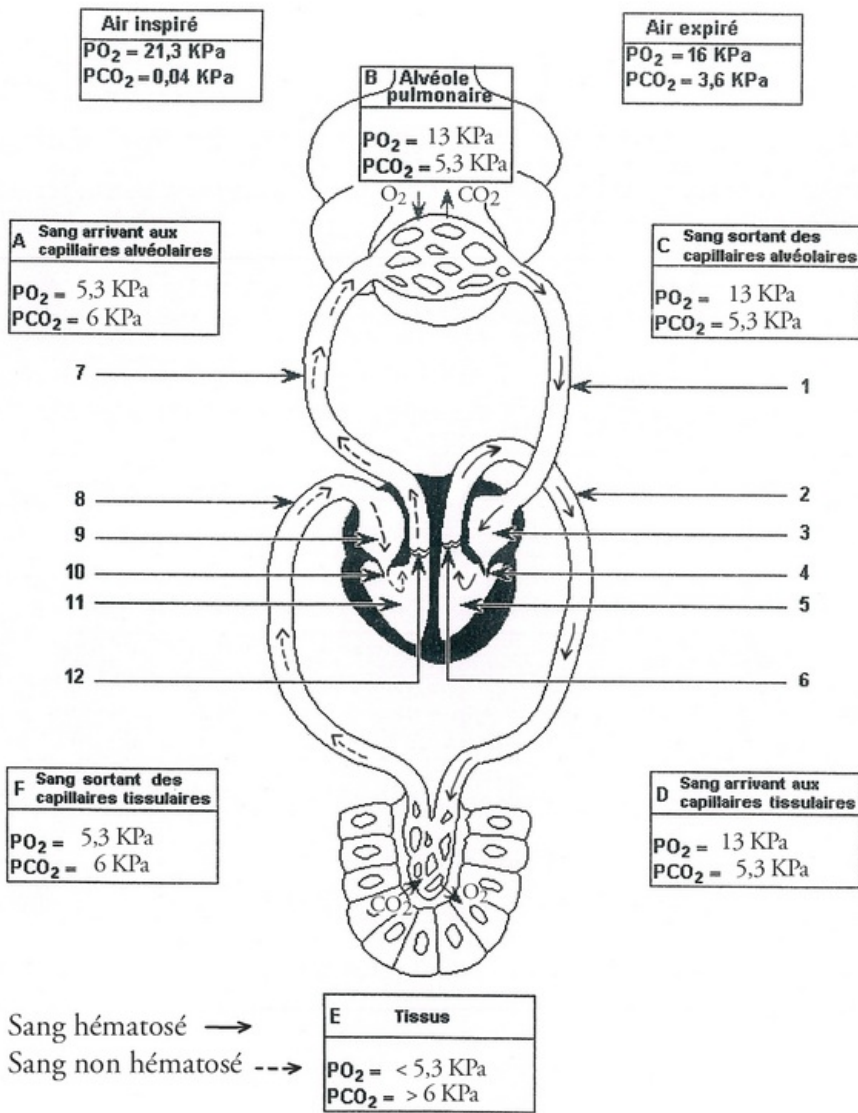 Air inspiré
PO2 = 21,3 KPa
PCO2 = 0,04 KPa
Air expiré
PO2 = 16 KPa
PCO2 = 3,6 KPa
B Alvéole
pulmonaire
PO2 = 13 KPa
PCO2 = 5,3 KPa
O2 CO2
A Sang arrivant aux
capillaires alvéolaires
PO2 = 5,3 KPa
PCO2 = 6 KPa
C Sang sortant des
capillaires alvéolaires
PO2 = 13 KPa
PCO2 = 5,3 KPa
7
1
8
2
9
3
10
4
11
5
12
6
F Sang sortant des
capillaires tissulaires
PO2 = 5,3 KPa
PCO2 = 6 KPa
D Sang arrivant aux
capillaires tissulaires
PO2 = 13 KPa
PCO2 = 5,3 KPa
CO2 O2
Sang hématosé
Sang non hématosé
E Tissus
PO2 = < 5,3 KPa
PCO2 = > 6 KPa